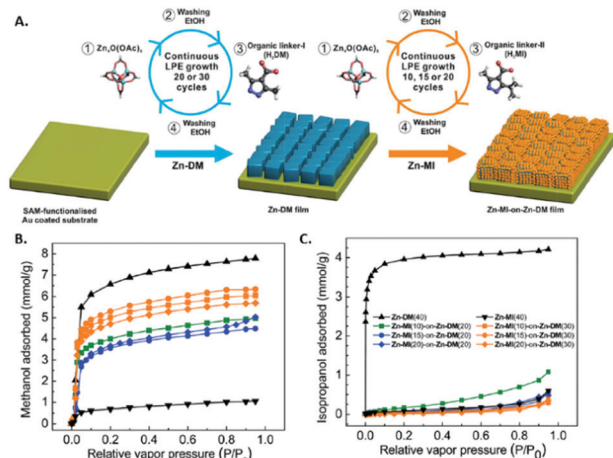 A.
② Washing
EtOH
① Zn₄O(OAc)₆
Continuous
LPE growth
20 or 30
cycles
③ Organic linker-I
(H₂DM)
④ Washing
EtOH
Zn-DM
② Washing
EtOH
① Zn₄O(OAc)₆
Continuous
LPE growth
10, 15 or 20
cycles
③ Organic linker-II
(H₂MI)
④ Washing
EtOH
Zn-MI
SAM-functionalised
Au coated substrate
Zn-DM film
Zn-MI-on-Zn-DM film
B.
Methanol adsorbed (mmol/g)
8
7
6
5
4
3
2
1
0
0.0 0.2 0.4 0.6 0.8 1.0
Relative vapor pressure (P/P₀)
C.
Isopropanol adsorbed (mmol/g)
4
3
2
1
0
Zn-DM(40) Zn-MI(40)
Zn-MI(10)-on-Zn-DM(20) Zn-MI(10)-on-Zn-DM(30)
Zn-MI(15)-on-Zn-DM(20) Zn-MI(15)-on-Zn-DM(30)
Zn-MI(20)-on-Zn-DM(20) Zn-MI(20)-on-Zn-DM(30)
0.0 0.2 0.4 0.6 0.8 1.0
Relative vapor pressure (P/P₀)